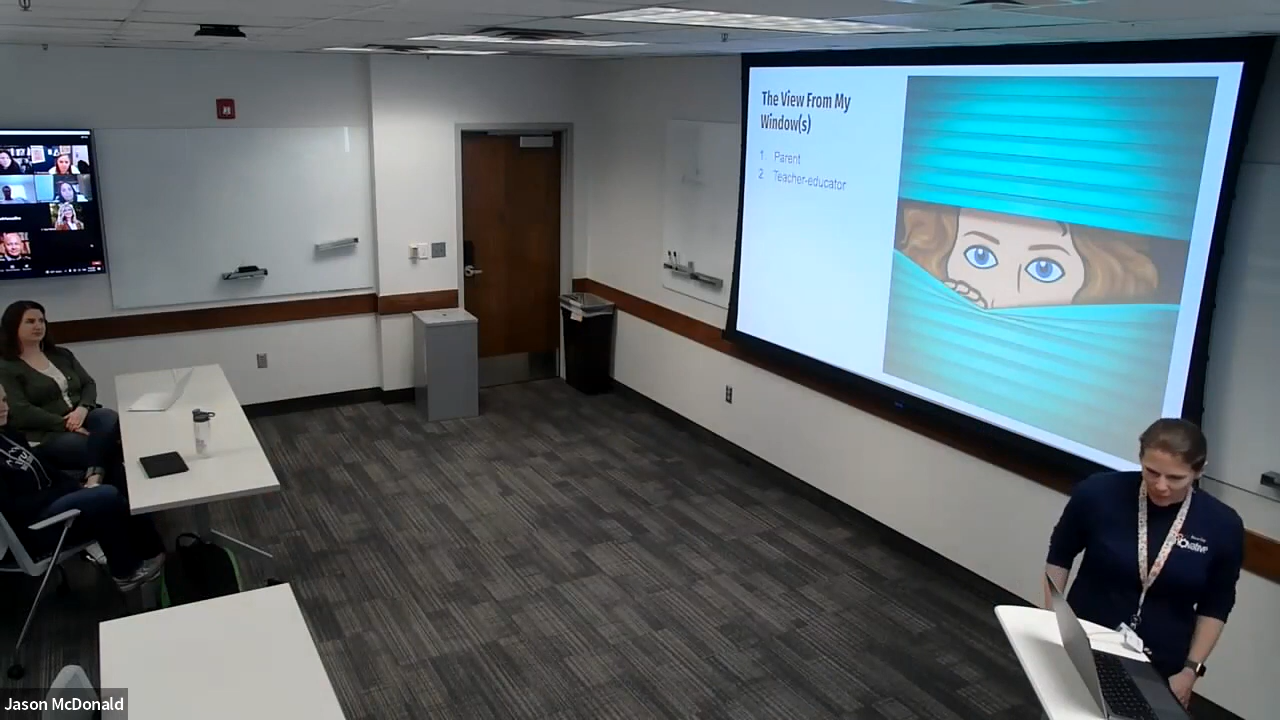 The View From My
Window(s)
1. Parent
2. Teacher-educator
Jason McDonald